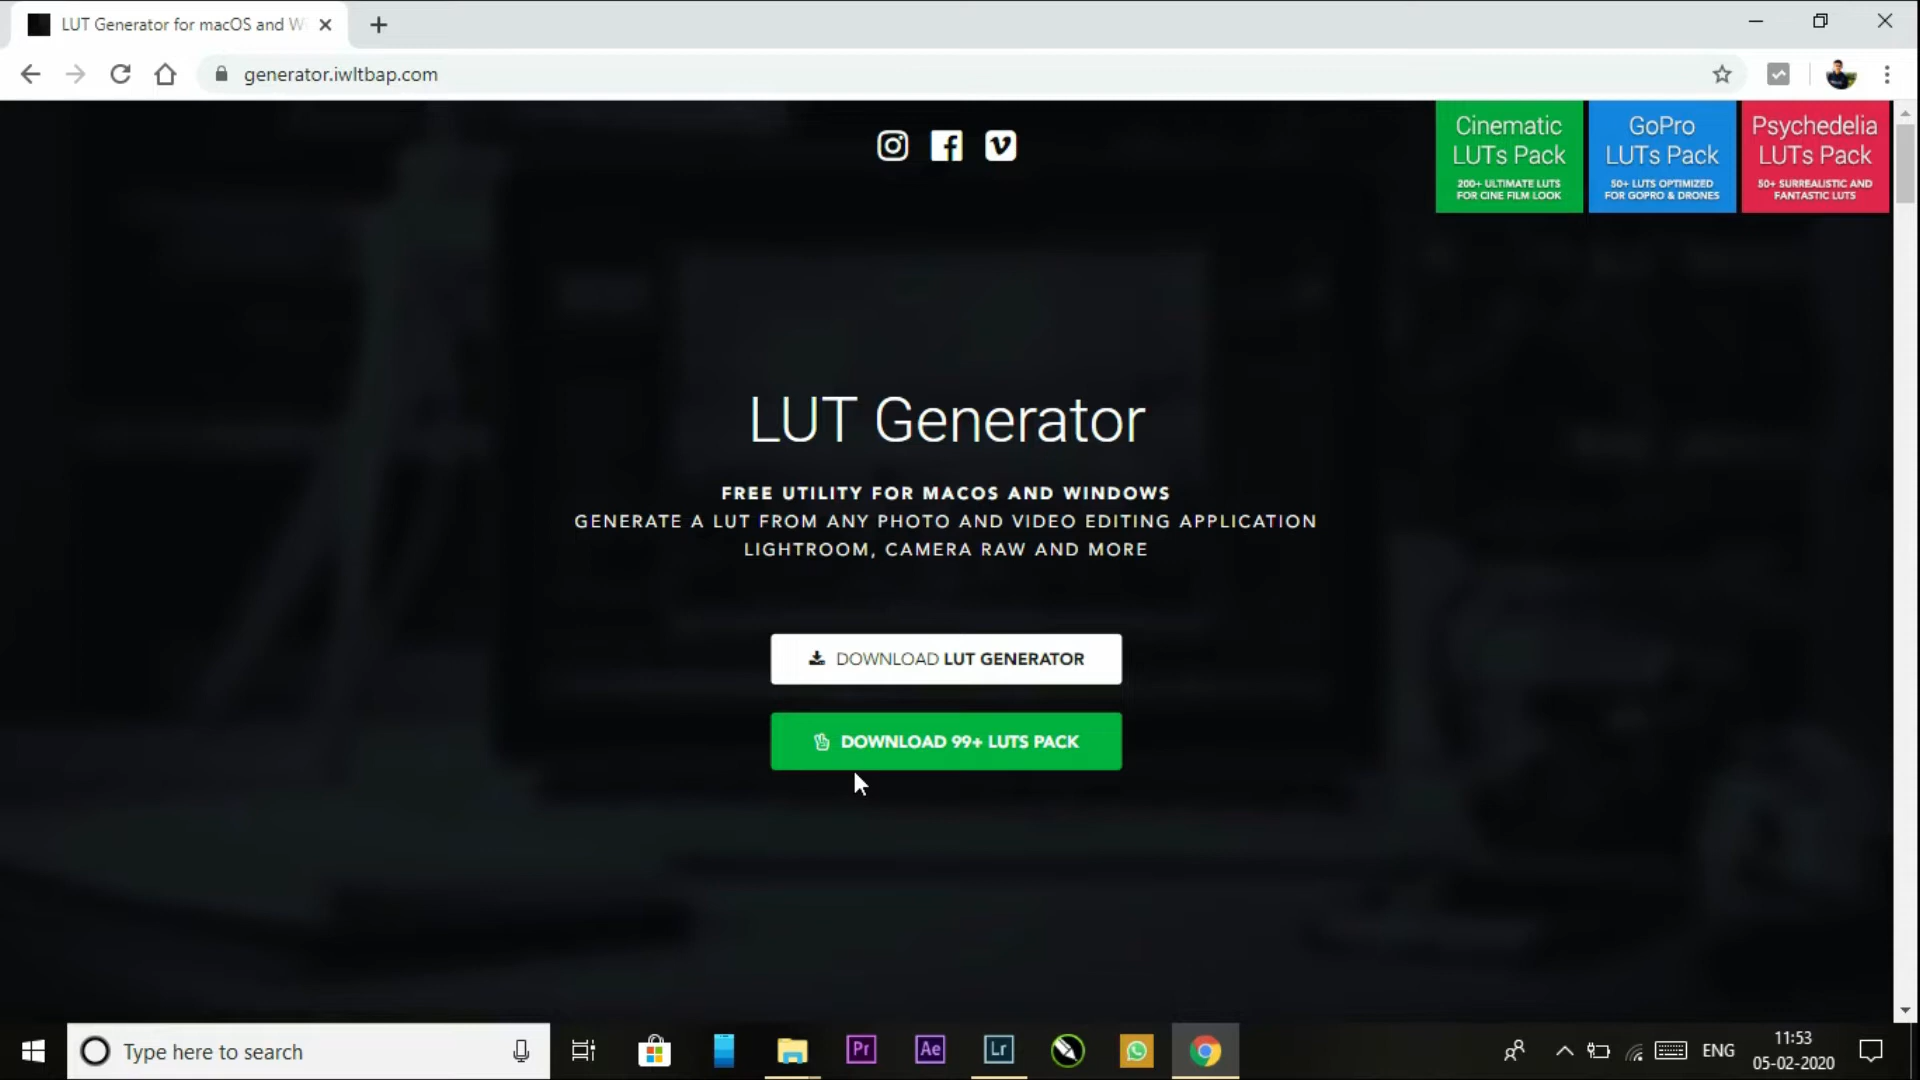 LUT Generator for macOS and W
generator.iwltbap.com
Cinematic
LUTs Pack
200+ ULTIMATE LUTS
FOR CINE FILM LOOK
GoPro
LUTs Pack
50+ LUTS OPTIMIZED
FOR GOPRO & DRONES
Psychedelia
LUTs Pack
50+ SURREALISTIC AND
FANTASTIC LUTS
LUT Generator
FREE UTILITY FOR MACOS AND WINDOWS
GENERATE A LUT FROM ANY PHOTO AND VIDEO EDITING APPLICATION
LIGHTROOM, CAMERA RAW AND MORE
DOWNLOAD LUT GENERATOR
DOWNLOAD 99+ LUTS PACK
Type here to search
Pr
Ae
Lr
ENG
11:53
05-02-2020